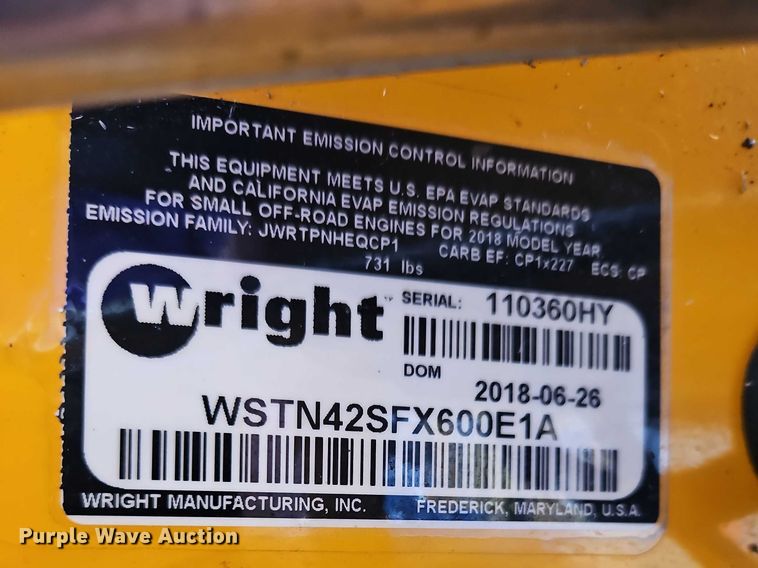 IMPORTANT EMISSION CONTROL INFORMATION
THIS EQUIPMENT MEETS U.S. EPA EVAP STANDARDS
AND CALIFORNIA EVAP EMISSION REGULATIONS
FOR SMALL OFF-ROAD ENGINES FOR 2018 MODEL YEAR
EMISSION FAMILY: JWRTPNHEQCP1 CARB EF: CP1x227 ECS: CP
731 lbs
wright™ SERIAL: 110360HY
DOM
2018-06-26
WSTN42SFX600E1A
WRIGHT MANUFACTURING, INC. FREDERICK, MARYLAND, U.S.A.
Purple Wave Auction